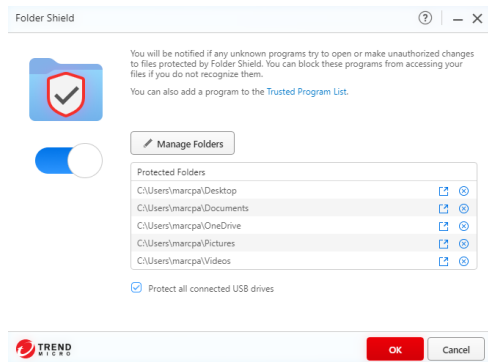 Folder Shield
?
You will be notified if any unknown programs try to open or make unauthorized changes
to files protected by Folder Shield. You can block these programs from accessing your
files if you do not recognize them.
You can also add a program to the Trusted Program List.
Manage Folders
Protected Folders
C:\Users\marcpa\Desktop
C:\Users\marcpa\Documents
C:\Users\marcpa\OneDrive
C:\Users\marcpa\Pictures
C:\Users\marcpa\Videos
Protect all connected USB drives
TREND
MICRO
OK
Cancel